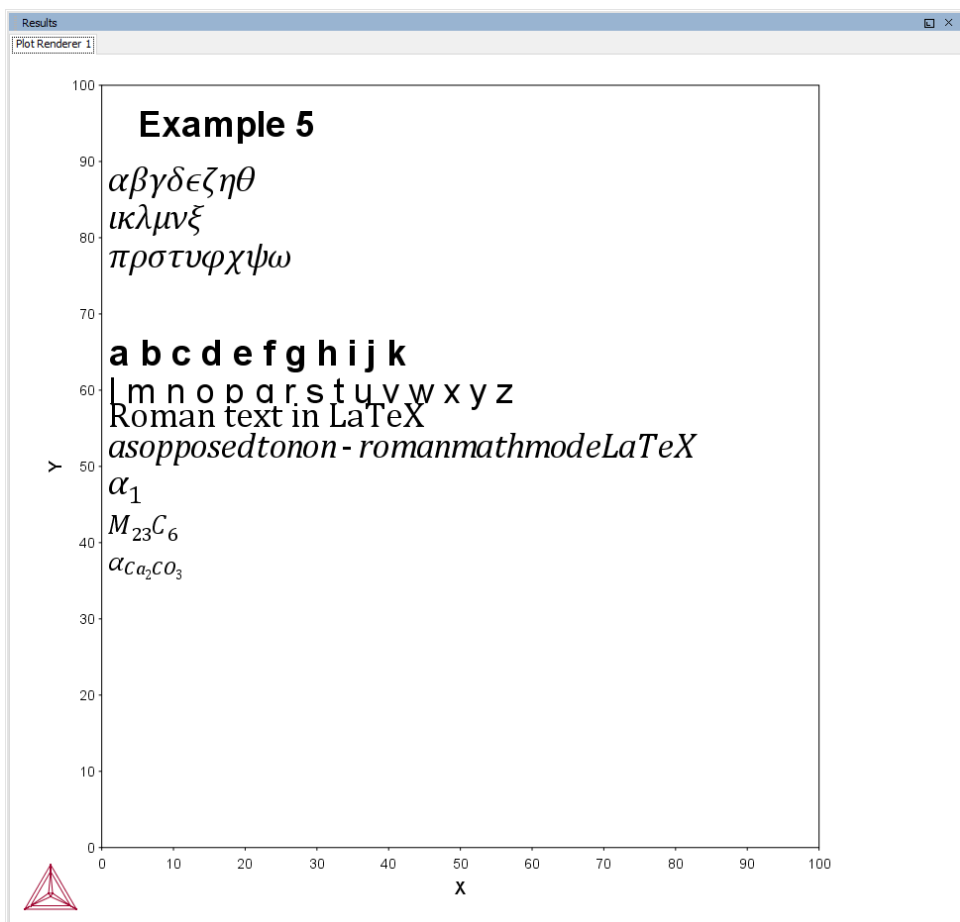 Results
Plot Renderer 1
100
Example 5
90
αβγδϵζηθ
ικλμνξ
80
πρστυφχψω
70
a b c d e f g h i j k
60
l m n o p q r s t u v w x y z
Roman text in LaTeX
asopposedtonon - romanmathmodeLaTeX
Y
50
α₁
M₂₃C₆
40
α_{Ca₂CO₃}
30
20
10
0
0 10 20 30 40 50 60 70 80 90 100
X